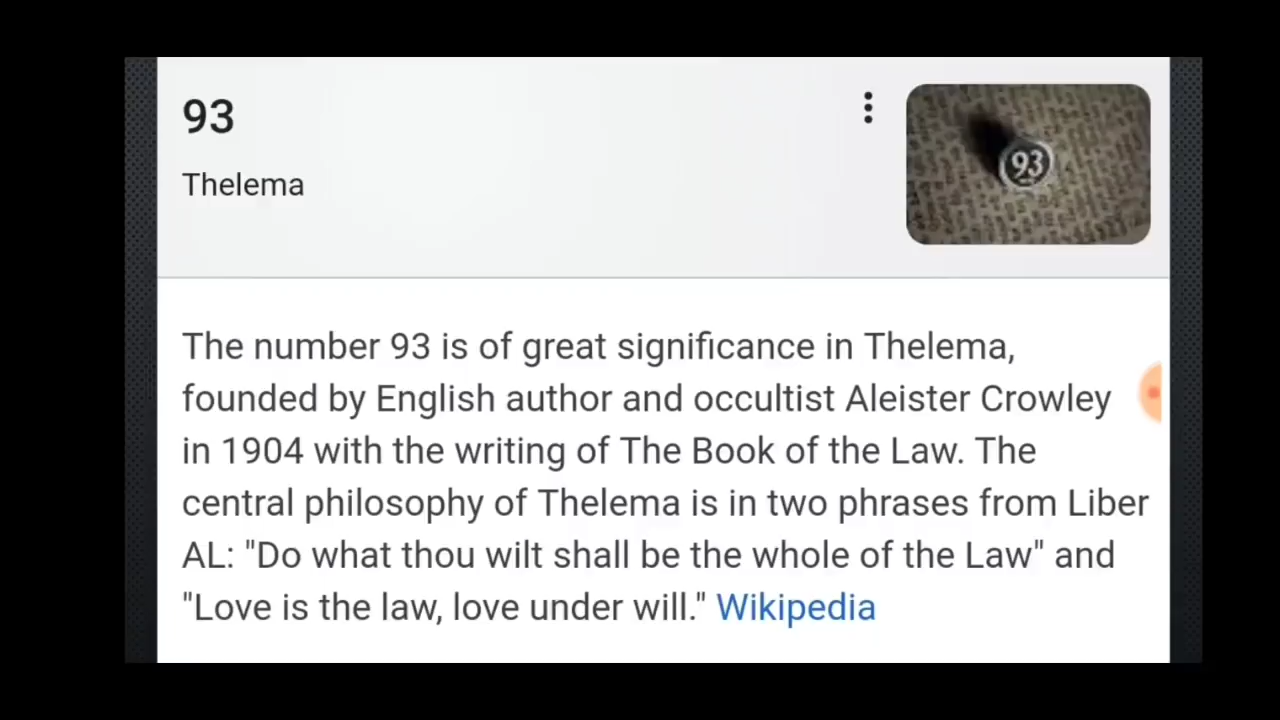 93
Thelema
93
The number 93 is of great significance in Thelema,
founded by English author and occultist Aleister Crowley
in 1904 with the writing of The Book of the Law. The
central philosophy of Thelema is in two phrases from Liber
AL: "Do what thou wilt shall be the whole of the Law" and
"Love is the law, love under will." Wikipedia